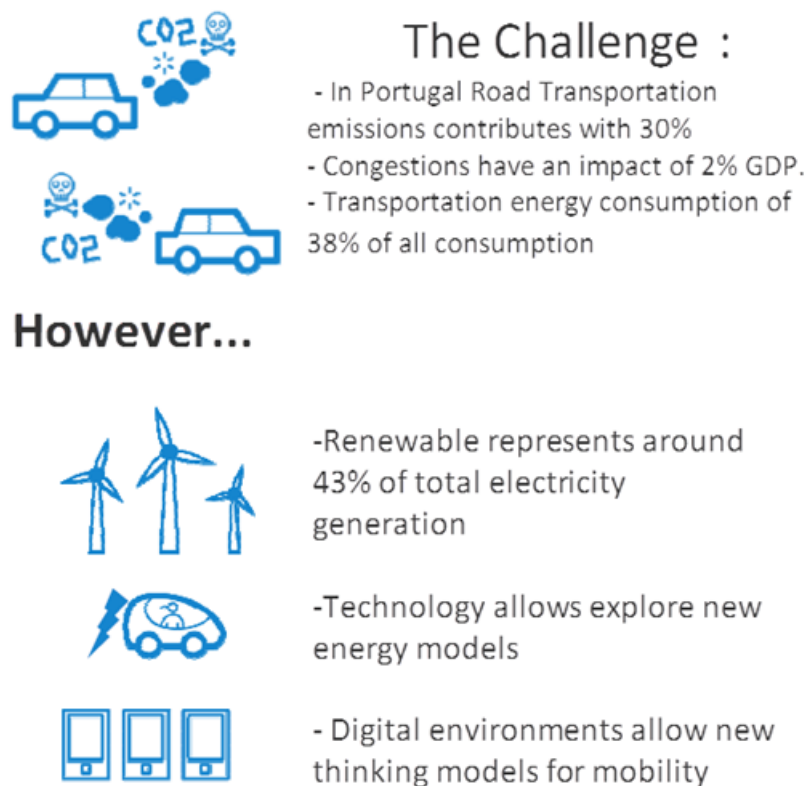 CO2
The Challenge :
- In Portugal Road Transportation
emissions contributes with 30%
- Congestions have an impact of 2% GDP.
- Transportation energy consumption of
38% of all consumption
CO2
However...
-Renewable represents around
43% of total electricity
generation
-Technology allows explore new
energy models
- Digital environments allow new
thinking models for mobility